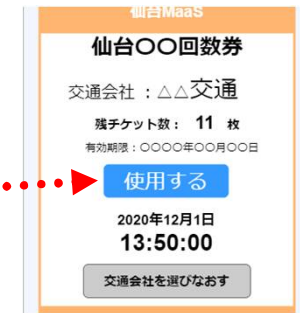 仙台MaaS
仙台〇〇回数券
交通会社 ：△△交通
残チケット数： 11 枚
有効期限：〇〇〇〇年〇〇月〇〇日
使用する
2020年12月1日
13:50:00
交通会社を選びなおす